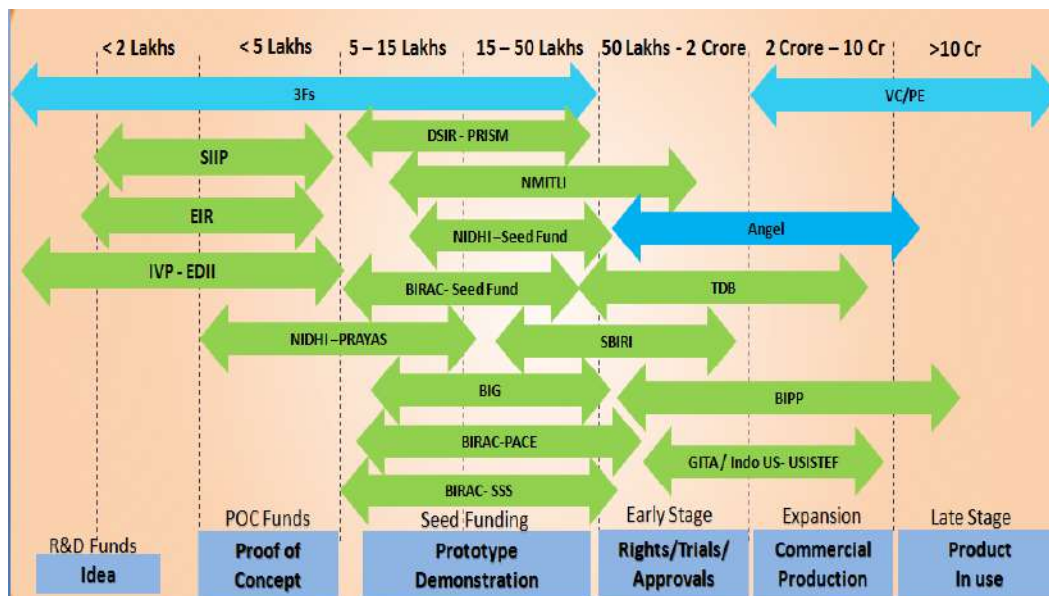 < 2 Lakhs
< 5 Lakhs
5 – 15 Lakhs
15 – 50 Lakhs
50 Lakhs - 2 Crore
2 Crore – 10 Cr
>10 Cr
3Fs
VC/PE
DSIR - PRISM
SIIP
NMITLI
EIR
NIDHI –Seed Fund
Angel
IVP - EDII
BIRAC- Seed Fund
TDB
NIDHI –PRAYAS
SBIRI
BIG
BIPP
BIRAC-PACE
GITA / Indo US- USISTEF
BIRAC- SSS
R&D Funds
POC Funds
Seed Funding
Early Stage
Expansion
Late Stage
Idea
Proof of
Concept
Prototype
Demonstration
Rights/Trials/
Approvals
Commercial
Production
Product
In use